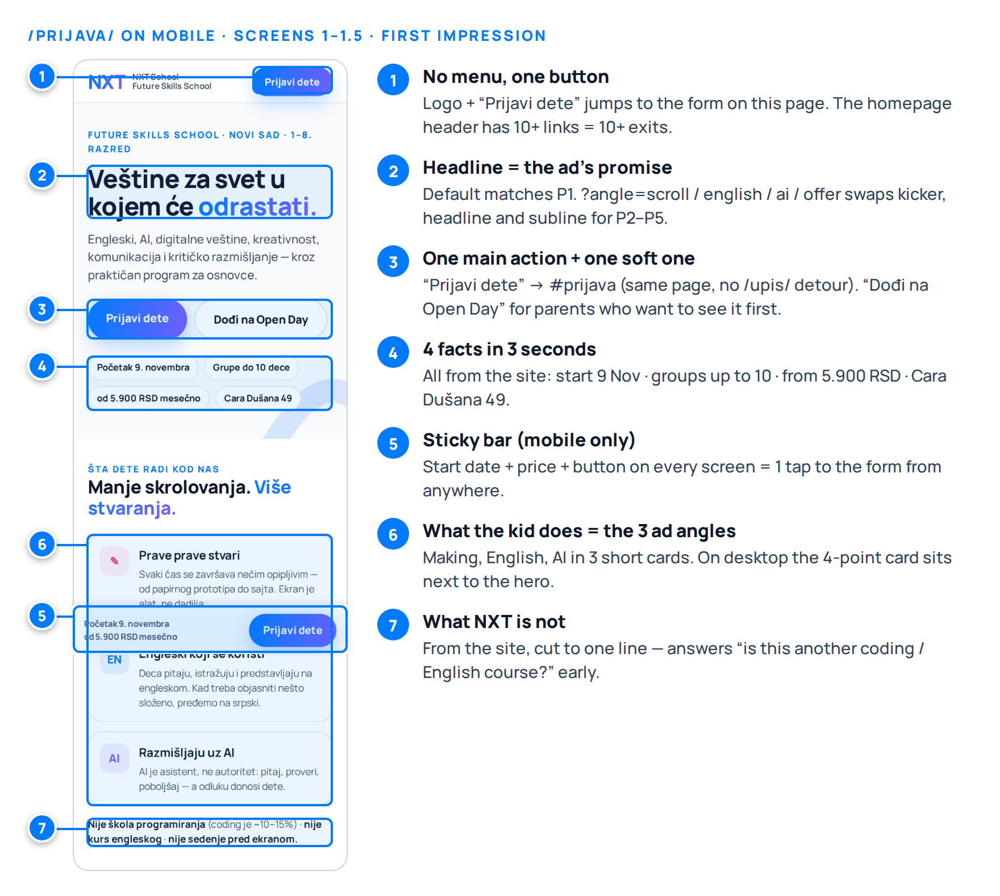 /PRIJAVA/ ON MOBILE · SCREENS 1–1.5 · FIRST IMPRESSION
1
NXT
NXT School
Future Skills School
Prijavi dete
FUTURE SKILLS SCHOOL · NOVI SAD · 1–8.
RAZRED
2
Veštine za svet u
kojem će odrastati.
Engleski, AI, digitalne veštine, kreativnost,
komunikacija i kritičko razmišljanje — kroz
praktičan program za osnovce.
3
Prijavi dete
Dođi na Open Day
4
Početak 9. novembra
Grupe do 10 dece
od 5.900 RSD mesečno
Cara Dušana 49
ŠTA DETE RADI KOD NAS
Manje skrolovanja. Više
stvaranja.
6
✎
Prave prave stvari
Svaki čas se završava nečim opipljivim —
od papirnog prototipa do sajta. Ekran je
alat, ne dadilja
5
Početak 9. novembra
od 5.900 RSD mesečno
Prijavi dete
EN
Engleski koji se koristi
Deca pitaju, istražuju i predstavljaju na
engleskom. Kad treba objasniti nešto
složeno, pređemo na srpski.
AI
Razmišljaju uz AI
AI je asistent, ne autoritet: pitaj, proveri,
poboljšaj — a odluku donosi dete.
7
Nije škola programiranja (coding je ~10–15%) · nije
kurs engleskog · nije sedenje pred ekranom.
1
No menu, one button
Logo + “Prijavi dete” jumps to the form on this page. The homepage
header has 10+ links = 10+ exits.
2
Headline = the ad’s promise
Default matches P1. ?angle=scroll / english / ai / offer swaps kicker,
headline and subline for P2–P5.
3
One main action + one soft one
“Prijavi dete” → #prijava (same page, no /upis/ detour). “Dođi na
Open Day” for parents who want to see it first.
4
4 facts in 3 seconds
All from the site: start 9 Nov · groups up to 10 · from 5.900 RSD · Cara
Dušana 49.
5
Sticky bar (mobile only)
Start date + price + button on every screen = 1 tap to the form from
anywhere.
6
What the kid does = the 3 ad angles
Making, English, AI in 3 short cards. On desktop the 4-point card sits
next to the hero.
7
What NXT is not
From the site, cut to one line — answers “is this another coding /
English course?” early.